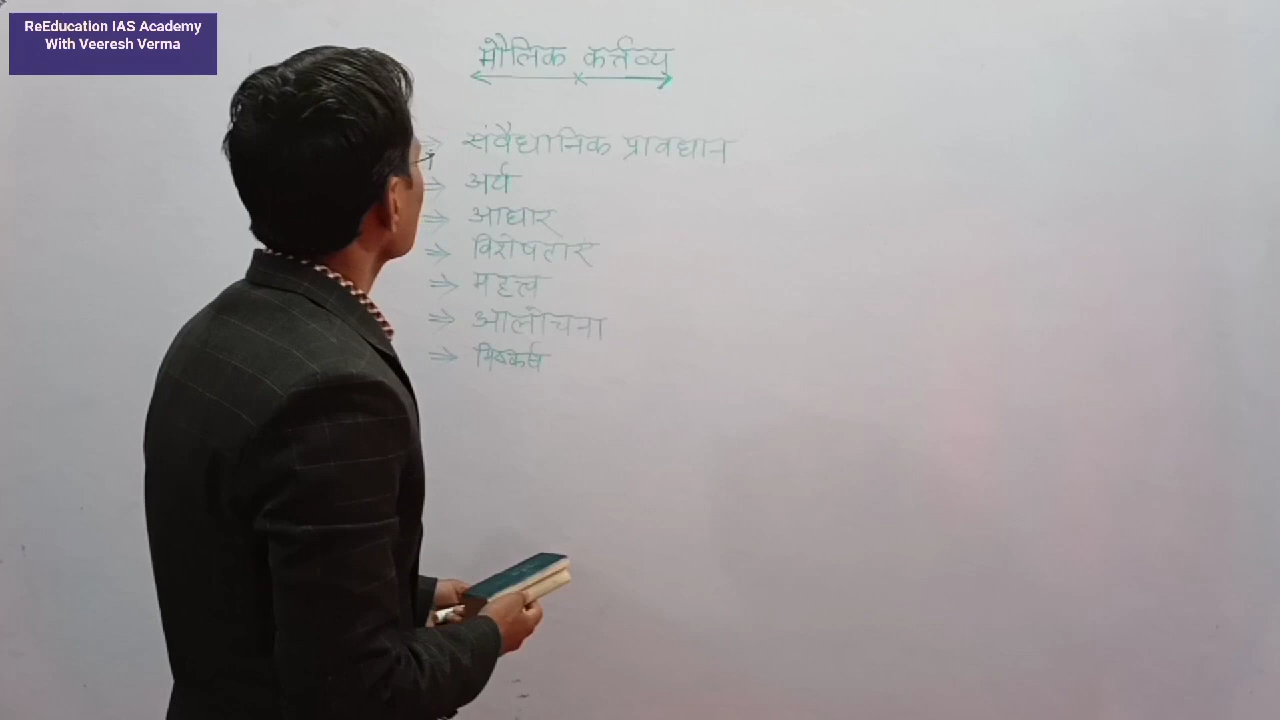 ReEducation IAS Academy
With Veeresh Verma
मौलिक कर्त्तव्य
संवैधानिक प्रावधान
अर्थ
आधार
विशेषताएं
महत्त्व
आलोचना
निष्कर्ष